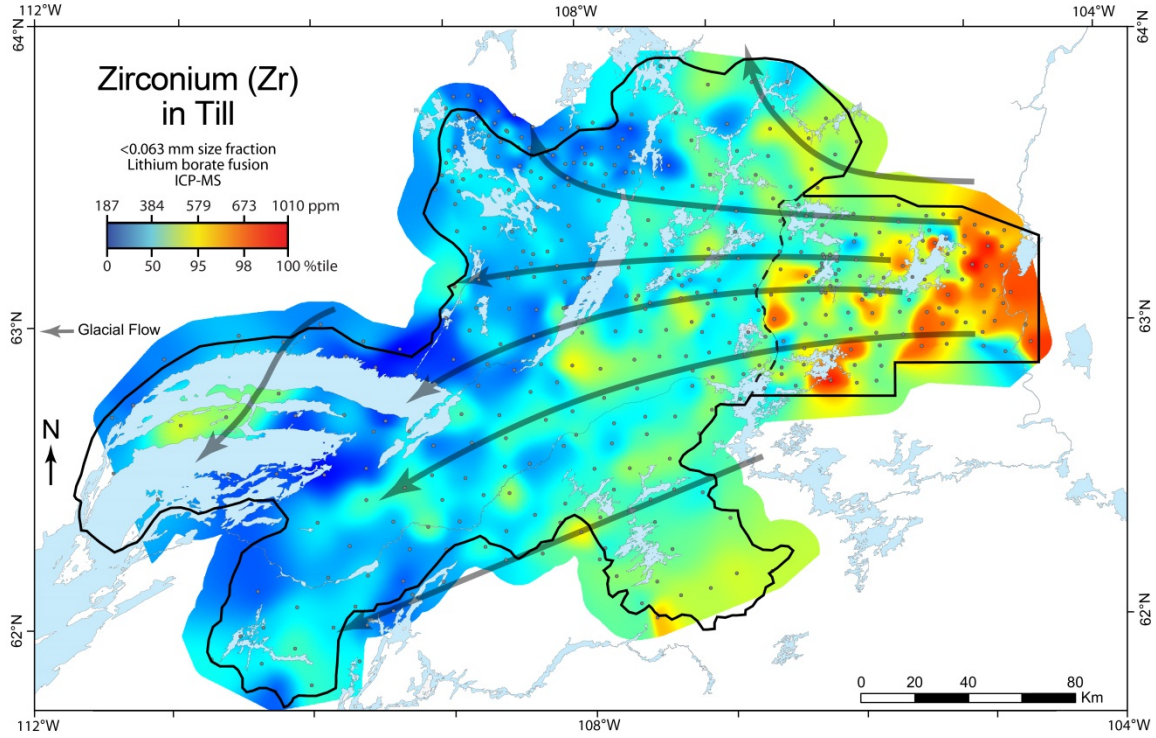 112°W 108°W 104°W
64°N 64°N
Zirconium (Zr)
in Till
<0.063 mm size fraction
Lithium borate fusion
ICP-MS
187 384 579 673 1010 ppm
0 50 95 98 100 %tile
63°N 63°N
Glacial Flow
N
62°N 62°N
0 20 40 80
Km
112°W 108°W 104°W